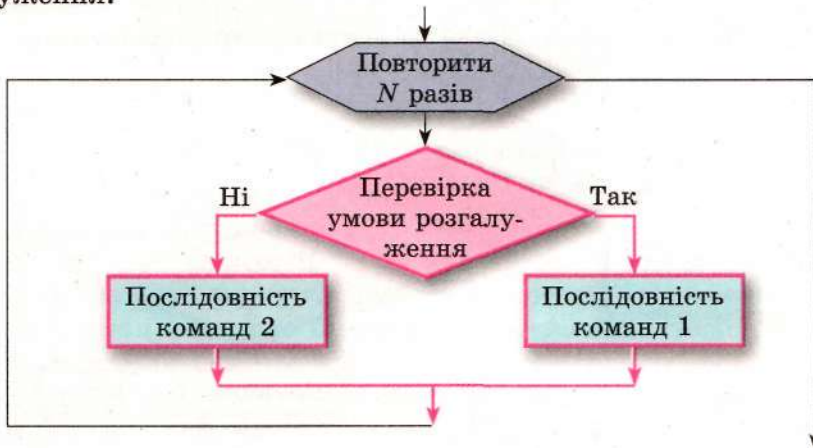 Повторити
N разів
Перевірка
умови розгалу-
ження
Ні
Так
Послідовність
команд 2
Послідовність
команд 1